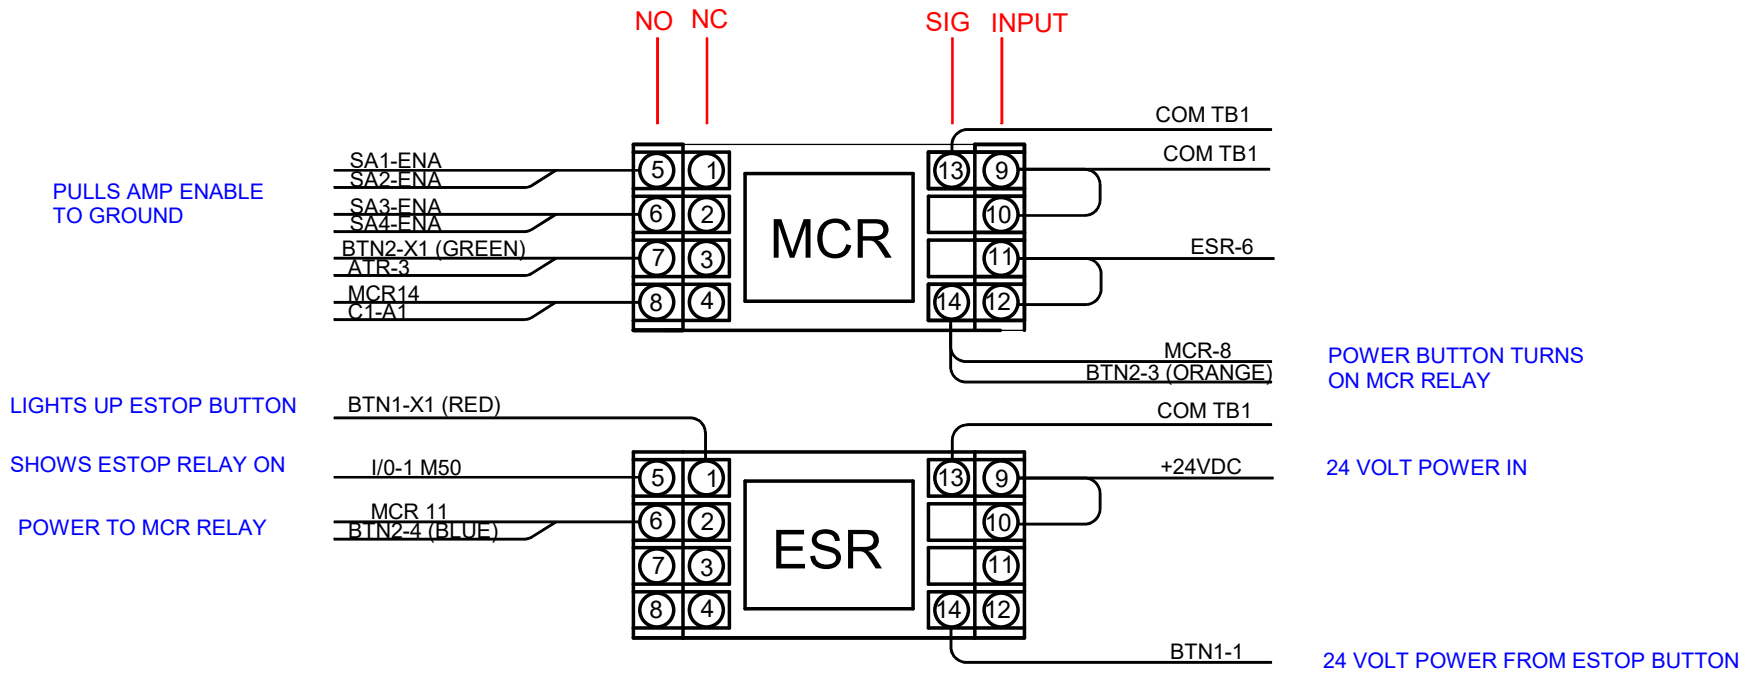 NO NC SIG INPUT
COM TB1
SA1-ENA 5 1 13 9 COM TB1
SA2-ENA
PULLS AMP ENABLE
TO GROUND
SA3-ENA 6 2 10
SA4-ENA
MCR
BTN2-X1 (GREEN) 7 3 11 ESR-6
ATR-3
MCR14 8 4 14 12
C1-A1
MCR-8
BTN2-3 (ORANGE)
POWER BUTTON TURNS
ON MCR RELAY
LIGHTS UP ESTOP BUTTON BTN1-X1 (RED) COM TB1
SHOWS ESTOP RELAY ON I/0-1 M50 5 1 13 9 +24VDC 24 VOLT POWER IN
POWER TO MCR RELAY MCR 11 6 2 10
BTN2-4 (BLUE)
ESR
7 3 11
8 4 14 12
BTN1-1 24 VOLT POWER FROM ESTOP BUTTON